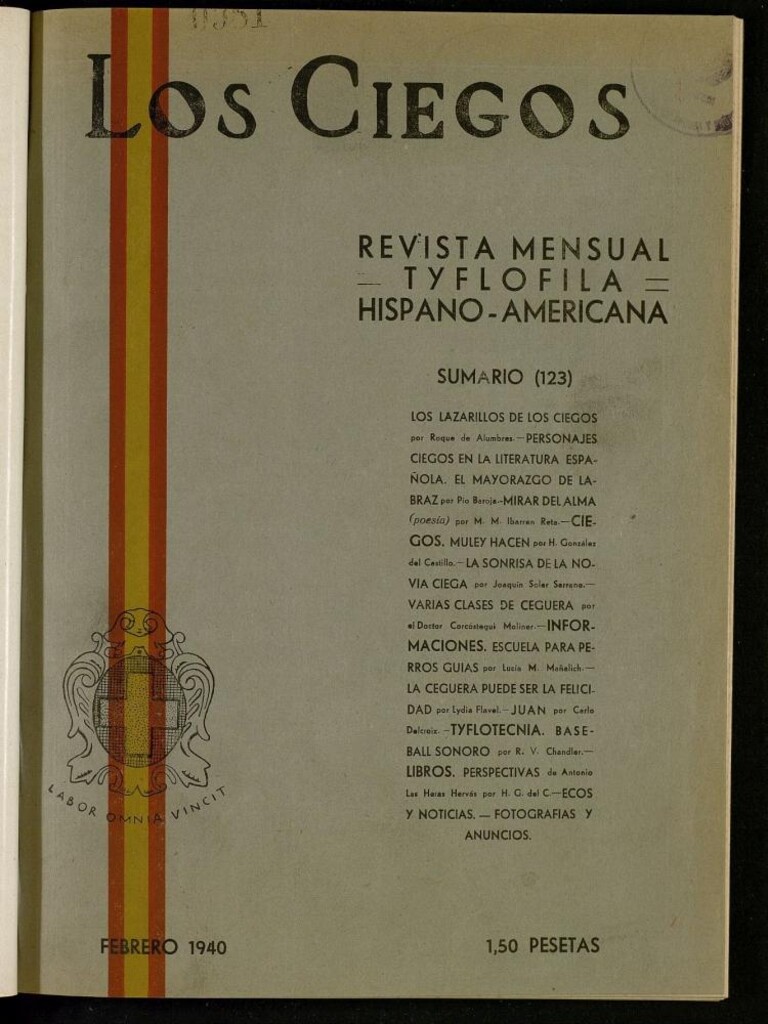 LOS CIEGOS
REVISTA MENSUAL
TYFLOFILA
HISPANO-AMERICANA
SUMARIO (123)
LOS LAZARILLOS DE LOS CIEGOS
por Roque de Alumbres.—PERSONAJES
CIEGOS EN LA LITERATURA ESPA-
ÑOLA. EL MAYORAZGO DE LA-
BRAZ por Pío Baroja.—MIRAR DEL ALMA
(poesía) por M. M. Ibarren Reta.—CIE-
GOS. MULEY HACEN por H. González
del Castillo.—LA SONRISA DE LA NO-
VIA CIEGA por Joaquín Soler Serrano.—
VARIAS CLASES DE CEGUERA por
el Doctor Carcóstegui Moliner.—INFOR-
MACIONES. ESCUELA PARA PE-
RROS GUIAS por Lucía M. Moñalich.—
LA CEGUERA PUEDE SER LA FELICI-
DAD por Lydia Flavel.—JUAN por Carlo
Delcroix.—TYFLOTECNIA. BASE-
BALL SONORO por R. V. Chandler.—
LIBROS. PERSPECTIVAS de Antonio
Las Heras Hervás por H. G. del C.—ECOS
Y NOTICIAS.—FOTOGRAFIAS Y
ANUNCIOS.
LABOR OMNIA VINCIT
FEBRERO 1940
1,50 PESETAS